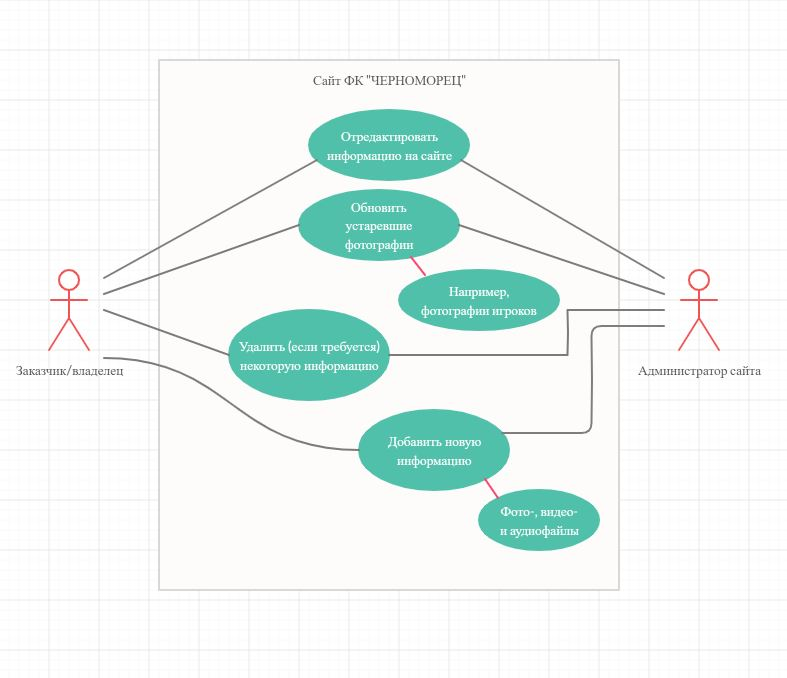 Сайт ФК "ЧЕРНОМОРЕЦ"
Отредактировать
информацию на сайте
Обновить
устаревшие
фотографии
Например,
фотографии игроков
Удалить (если требуется)
некоторую информацию
Заказчик/владелец
Администратор сайта
Добавить новую
информацию
Фото-, видео-
и аудиофайлы